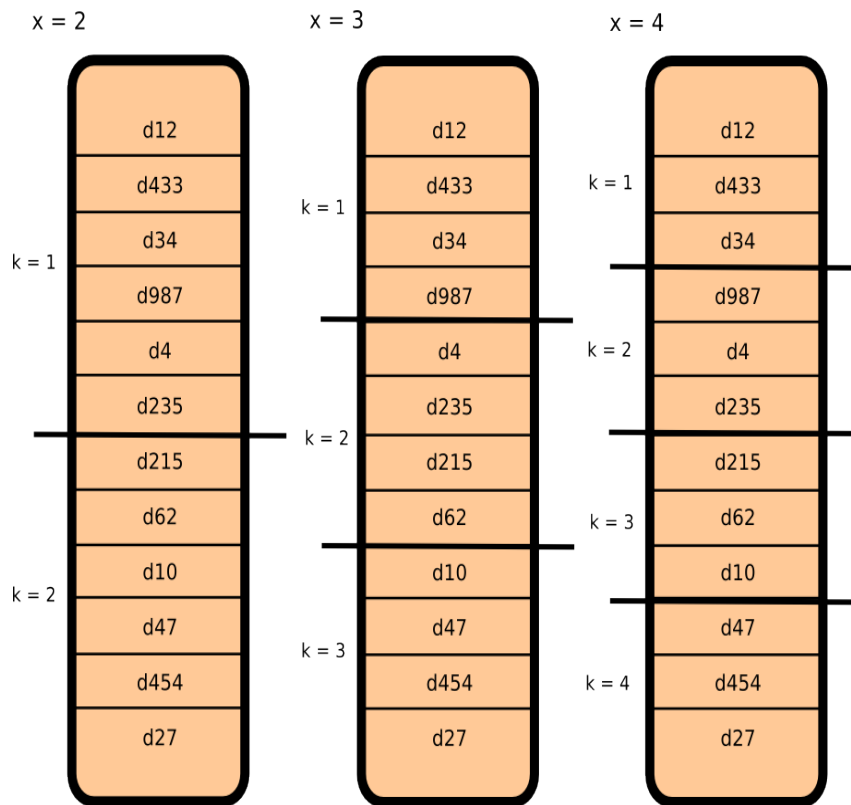 x = 2
k = 1
k = 2
d12
d433
d34
d987
d4
d235
d215
d62
d10
d47
d454
d27
x = 3
k = 1
k = 2
k = 3
d12
d433
d34
d987
d4
d235
d215
d62
d10
d47
d454
d27
x = 4
k = 1
k = 2
k = 3
k = 4
d12
d433
d34
d987
d4
d235
d215
d62
d10
d47
d454
d27